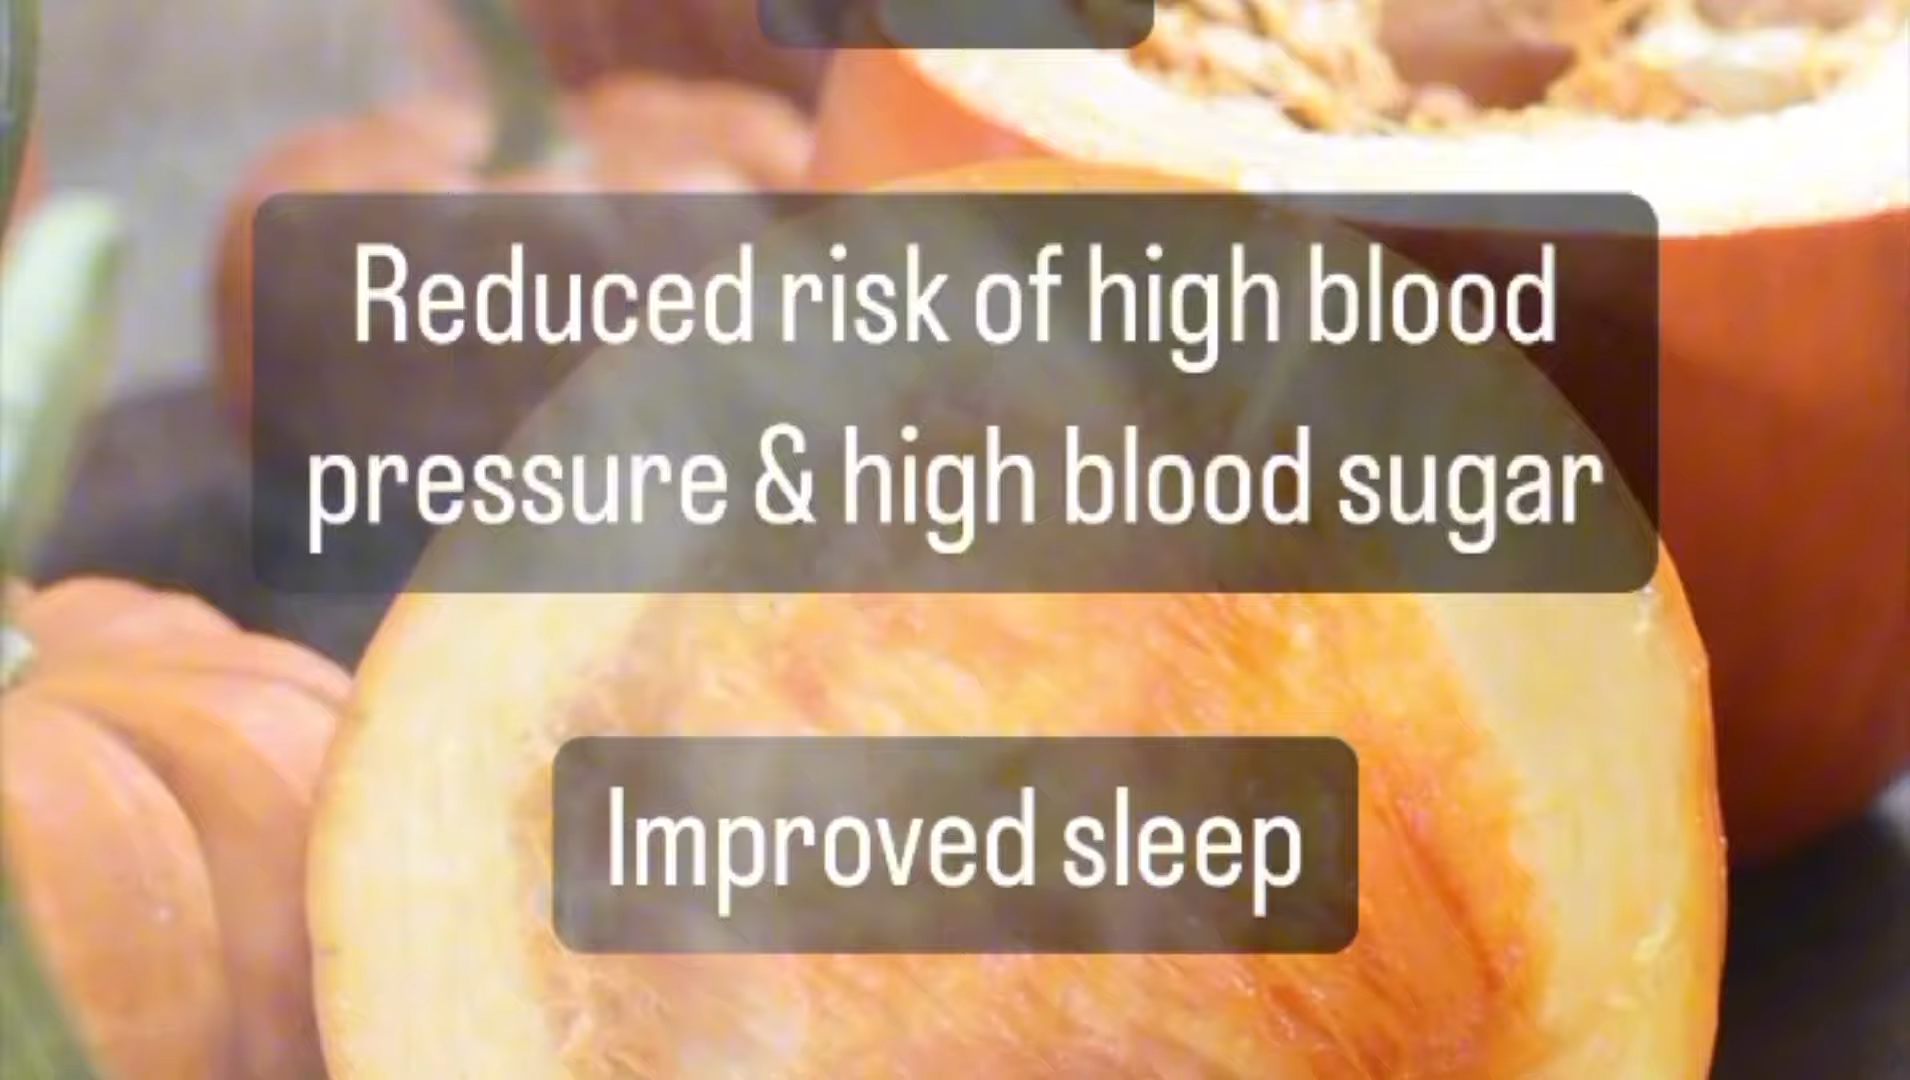 Reduced risk of high blood
pressure & high blood sugar
Improved sleep